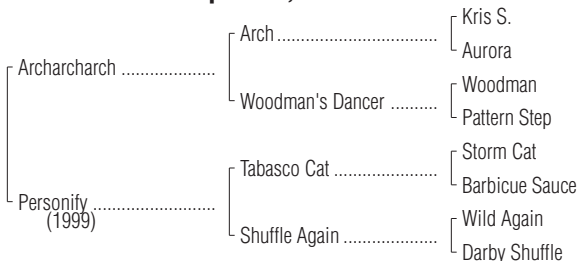 Kris S.
Arch ......................................
Aurora
Archarcharch .....................
Woodman
Woodman's Dancer ..........
Pattern Step
Storm Cat
Tabasco Cat .......................
Barbicue Sauce
Personify ...........................
(1999)
Wild Again
Shuffle Again .....................
Darby Shuffle